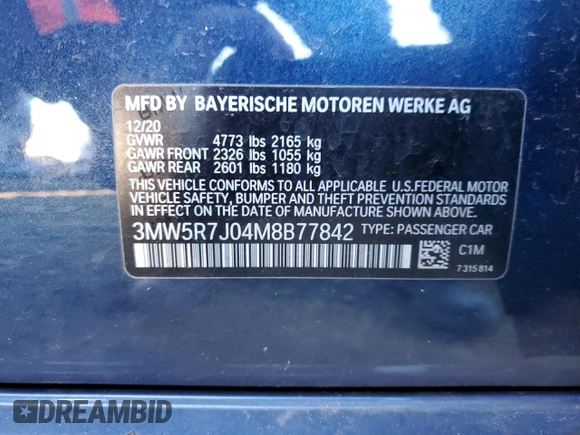 MFD BY BAYERISCHE MOTOREN WERKE AG
12/20
GVWR 4773 lbs 2165 kg
GAWR FRONT 2326 lbs 1055 kg
GAWR REAR 2601 lbs 1180 kg
THIS VEHICLE CONFORMS TO ALL APPLICABLE U.S.FEDERAL MOTOR
VEHICLE SAFETY, BUMPER AND THEFT PREVENTION STANDARDS IN
EFFECT ON THE DATE OF MANUFACTURE SHOWN ABOVE.
3MW5R7J04M8B77842 TYPE: PASSENGER CAR
C1M
7315814
DREAMBID